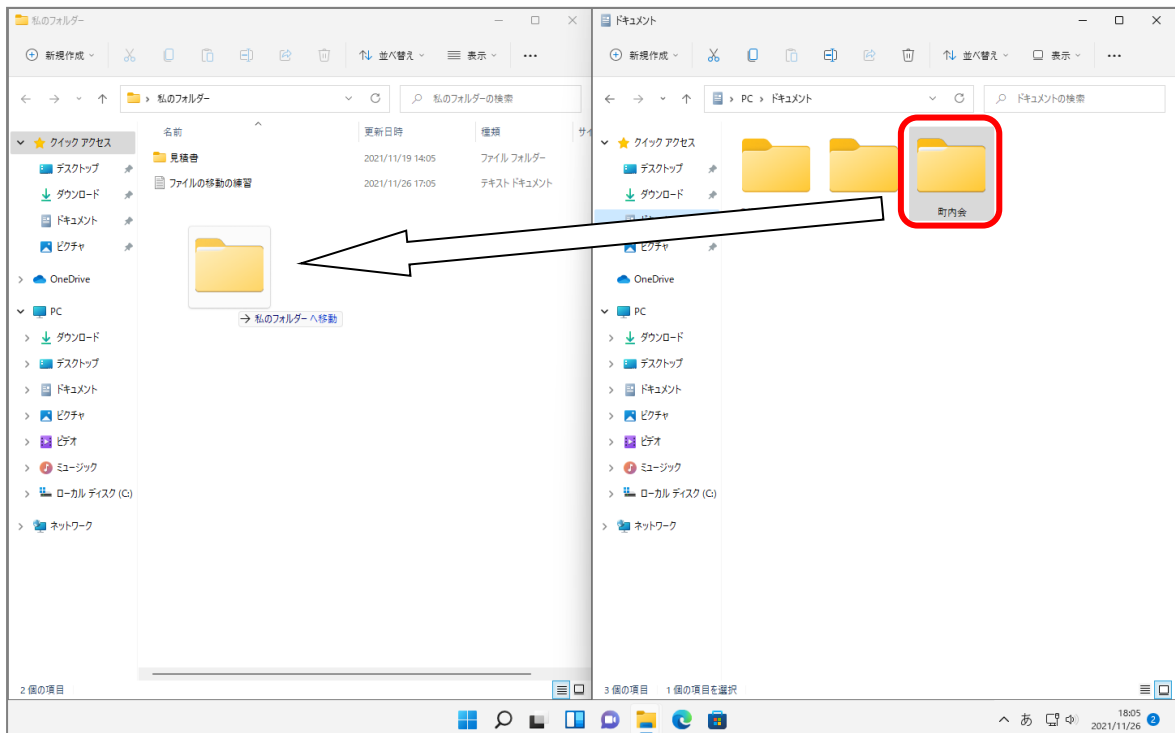 私のフォルダー
新規作成
並べ替え
表示
私のフォルダー
私のフォルダーの検索
名前
更新日時
種類
サイ
クイック アクセス
デスクトップ
ダウンロード
ドキュメント
ピクチャ
OneDrive
PC
ダウンロード
デスクトップ
ドキュメント
ピクチャ
ビデオ
ミュージック
ローカル ディスク (C:)
ネットワーク
見積書
2021/11/19 14:05
ファイル フォルダー
ファイルの移動の練習
2021/11/26 17:05
テキスト ドキュメント
→ 私のフォルダー へ移動
2 個の項目
ドキュメント
新規作成
並べ替え
表示
PC › ドキュメント
ドキュメントの検索
クイック アクセス
デスクトップ
ダウンロード
ピクチャ
OneDrive
PC
ダウンロード
デスクトップ
ドキュメント
ピクチャ
ビデオ
ミュージック
ローカル ディスク (C:)
ネットワーク
町内会
3 個の項目
1 個の項目を選択
あ
18:05
2021/11/26
2